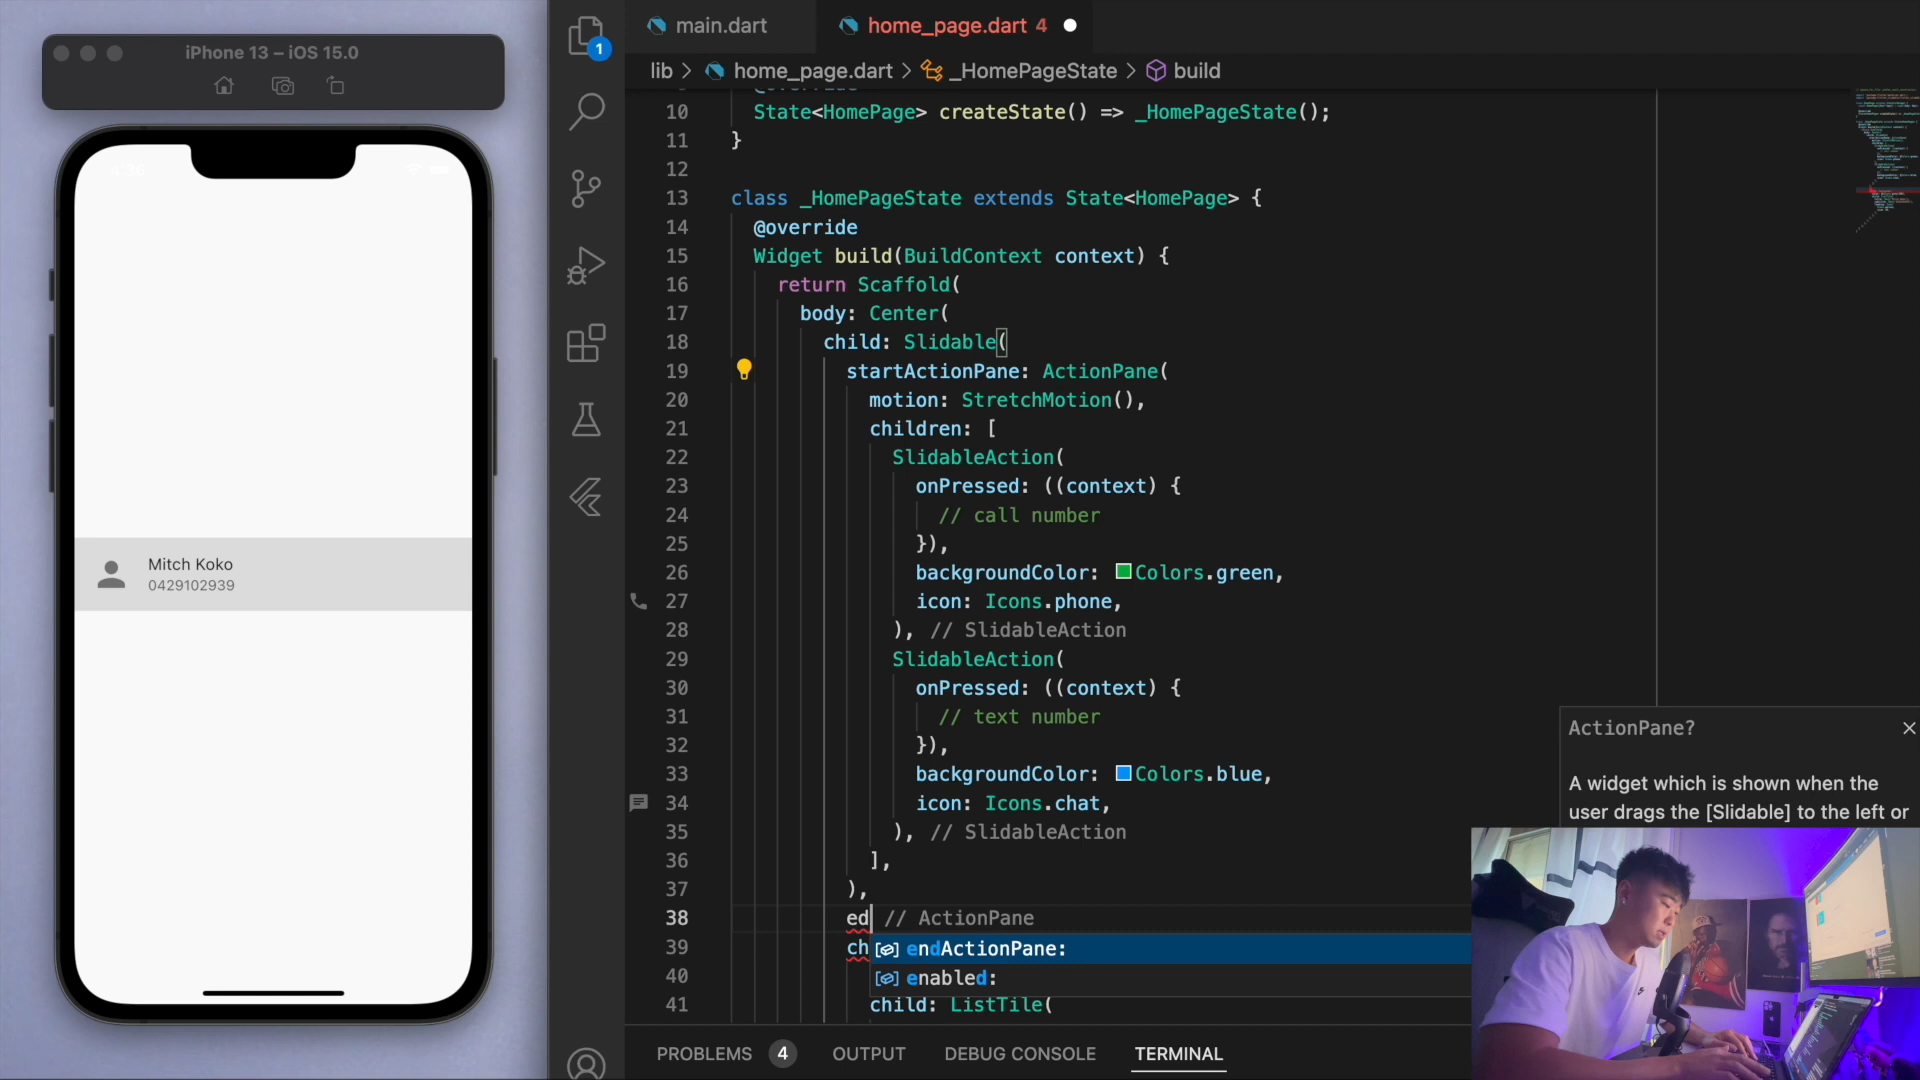 iPhone 13 – iOS 15.0
4:36
Mitch Koko
0429102939
1
main.dart
home_page.dart 4
lib > home_page.dart > _HomePageState > build
@override
10 State<HomePage> createState() => _HomePageState();
11 }
12
13 class _HomePageState extends State<HomePage> {
14 @override
15 Widget build(BuildContext context) {
16 return Scaffold(
17 body: Center(
18 child: Slidable(
19 startActionPane: ActionPane(
20 motion: StretchMotion(),
21 children: [
22 SlidableAction(
23 onPressed: ((context) {
24 // call number
25 }),
26 backgroundColor: Colors.green,
27 icon: Icons.phone,
28 ), // SlidableAction
29 SlidableAction(
30 onPressed: ((context) {
31 // text number
32 }),
33 backgroundColor: Colors.blue,
34 icon: Icons.chat,
35 ), // SlidableAction
36 ],
37 ),
38 ed // ActionPane
39 ch
endActionPane:
40
enabled:
41 child: ListTile(
ActionPane?
A widget which is shown when the
user drags the [Slidable] to the left or
PROBLEMS 4 OUTPUT DEBUG CONSOLE TERMINAL